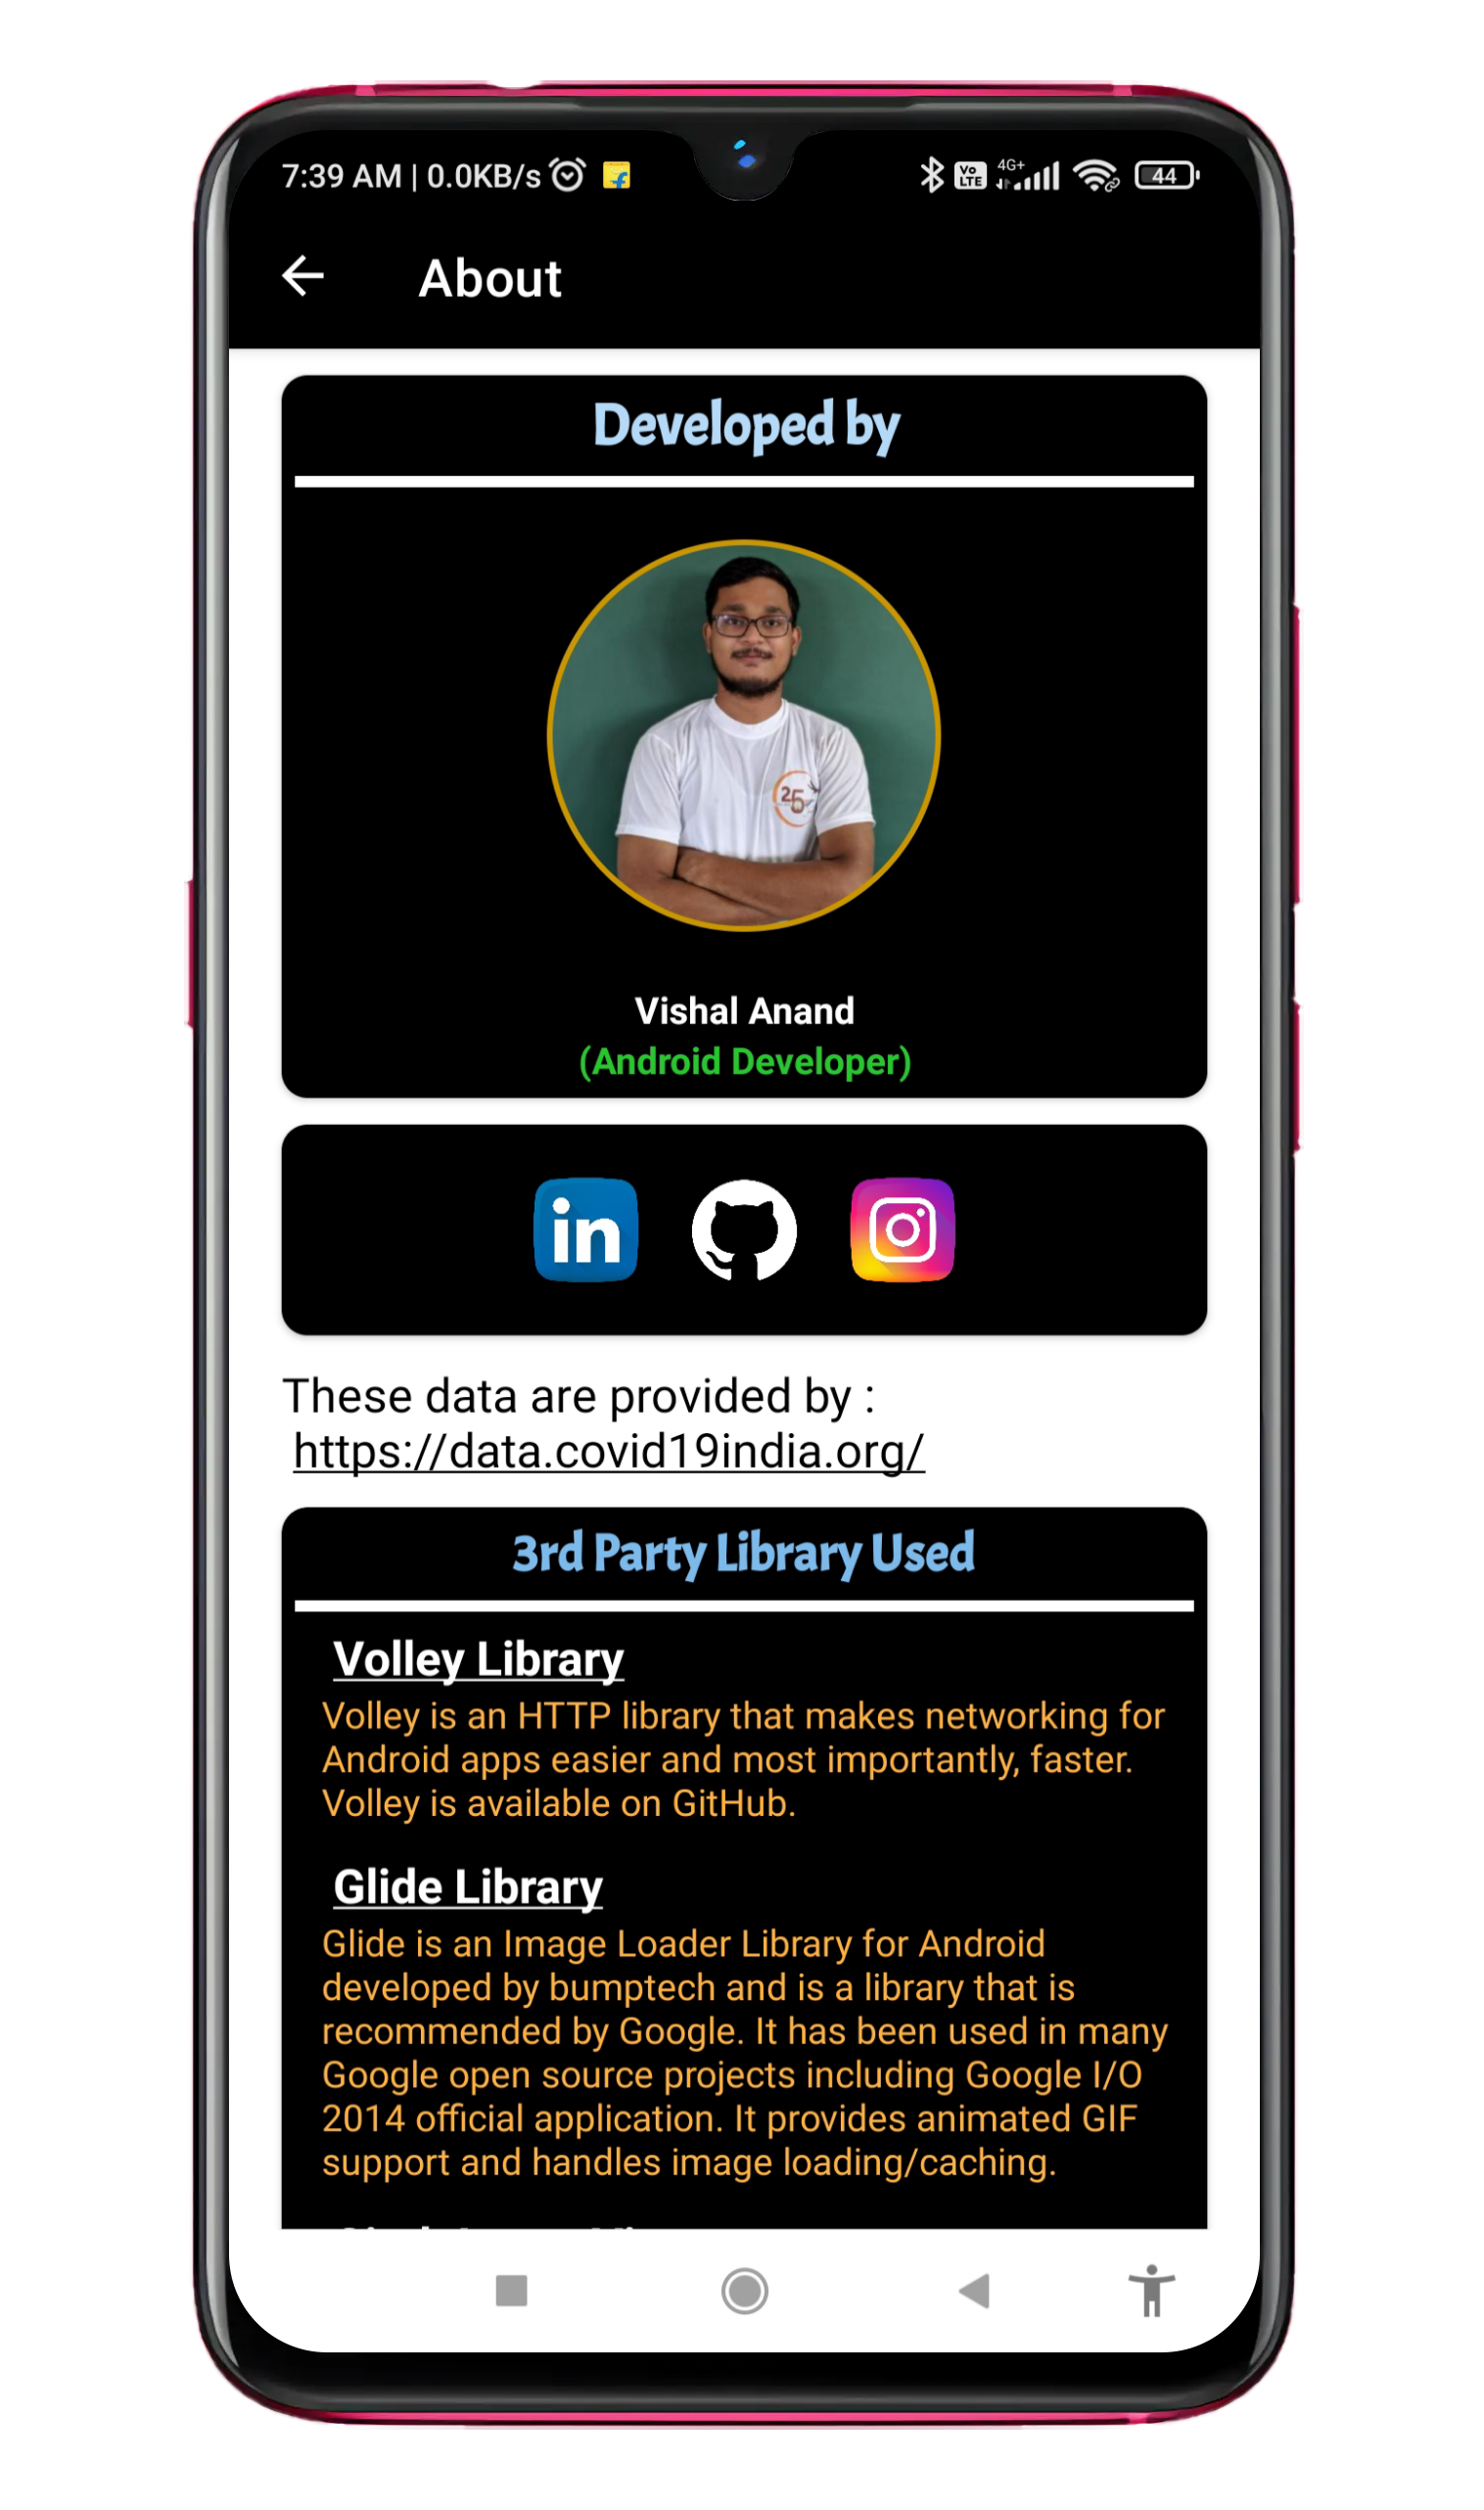 7:39 AM | 0.0KB/s
Vo LTE 4G+ 44
About
Developed by
25
Vishal Anand
(Android Developer)
in
These data are provided by :
https://data.covid19india.org/
3rd Party Library Used
Volley Library
Volley is an HTTP library that makes networking for
Android apps easier and most importantly, faster.
Volley is available on GitHub.
Glide Library
Glide is an Image Loader Library for Android
developed by bumptech and is a library that is
recommended by Google. It has been used in many
Google open source projects including Google I/O
2014 official application. It provides animated GIF
support and handles image loading/caching.